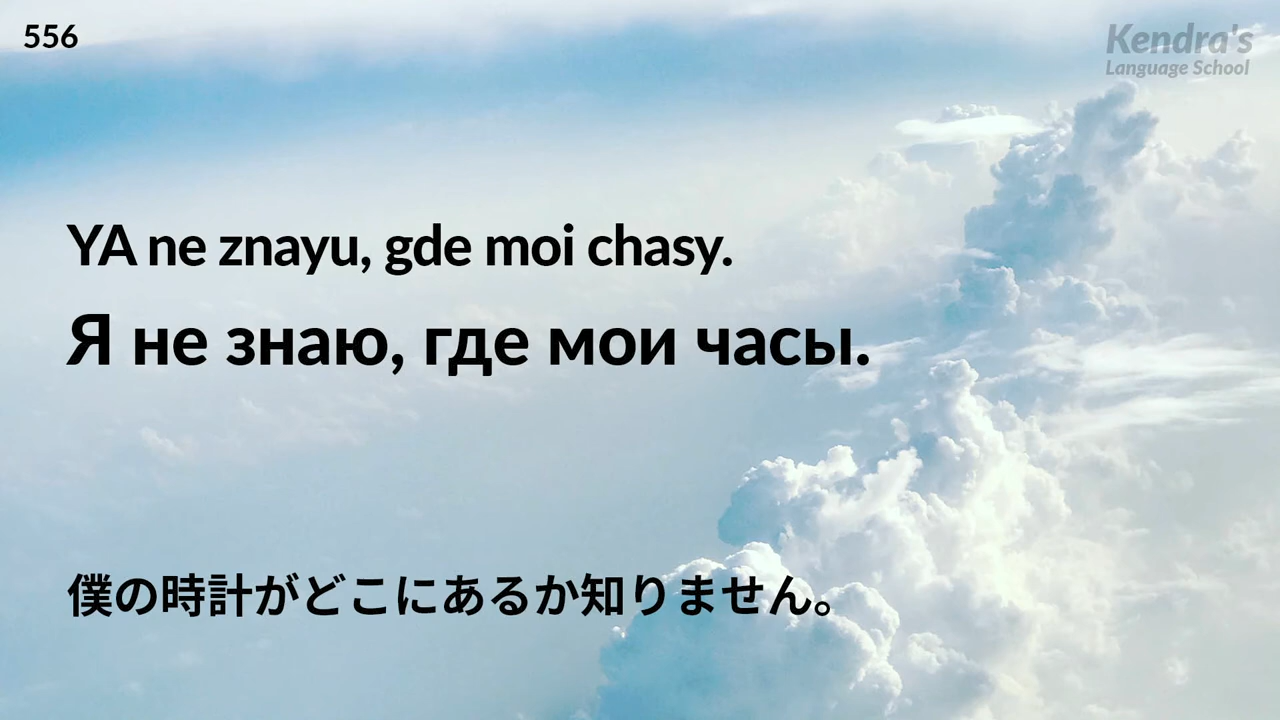 556
Kendra's
Language School
YA ne znayu, gde moi chasy.
Я не знаю, где мои часы.
僕の時計がどこにあるか知りません。